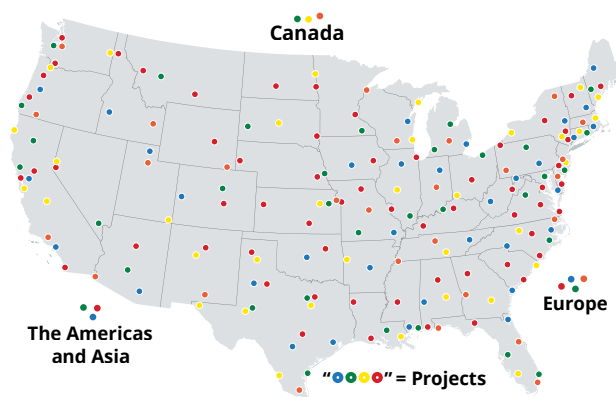 Canada
Europe
The Americas
and Asia
“ ” = Projects